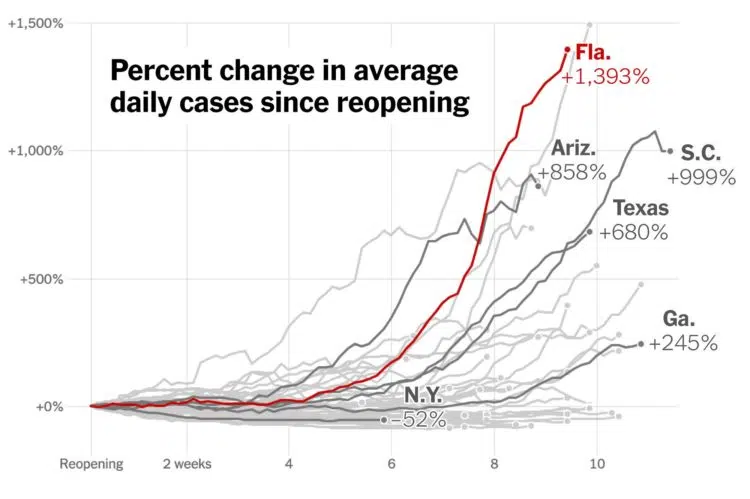 +1,500%
Percent change in average
daily cases since reopening
Fla.
+1,393%
+1,000%
Ariz.
+858%
S.C.
+999%
Texas
+680%
+500%
Ga.
+245%
N.Y.
–52%
+0%
Reopening 2 weeks 4 6 8 10